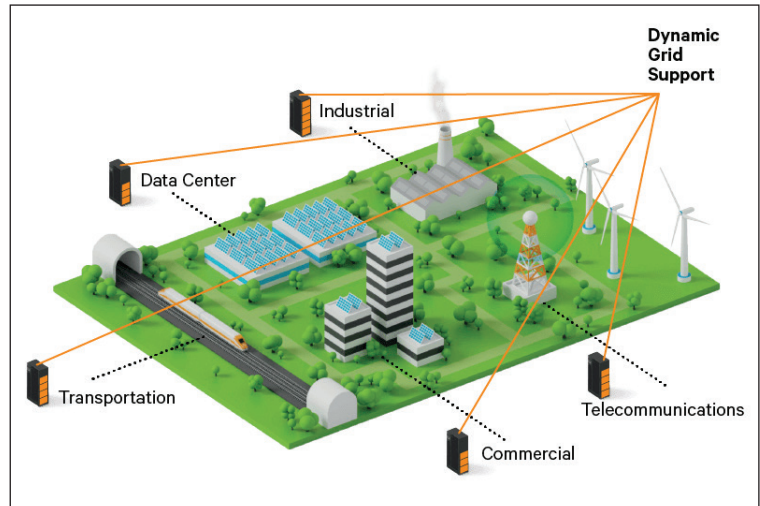 Dynamic
Grid
Support
Industrial
Data Center
Transportation
Telecommunications
Commercial